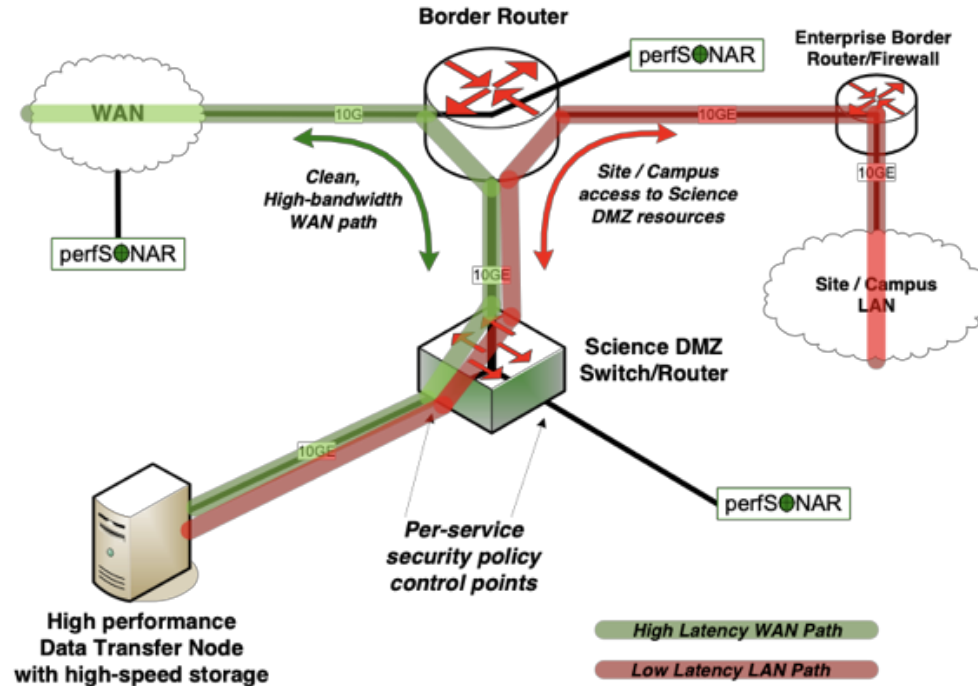 Border Router
perfSONAR
Enterprise Border
Router/Firewall
WAN
10G
10GE
10GE
Clean,
High-bandwidth
WAN path
Site / Campus
access to Science
DMZ resources
perfSONAR
10GE
Site / Campus
LAN
Science DMZ
Switch/Router
10GE
perfSONAR
Per-service
security policy
control points
High performance
Data Transfer Node
with high-speed storage
High Latency WAN Path
Low Latency LAN Path